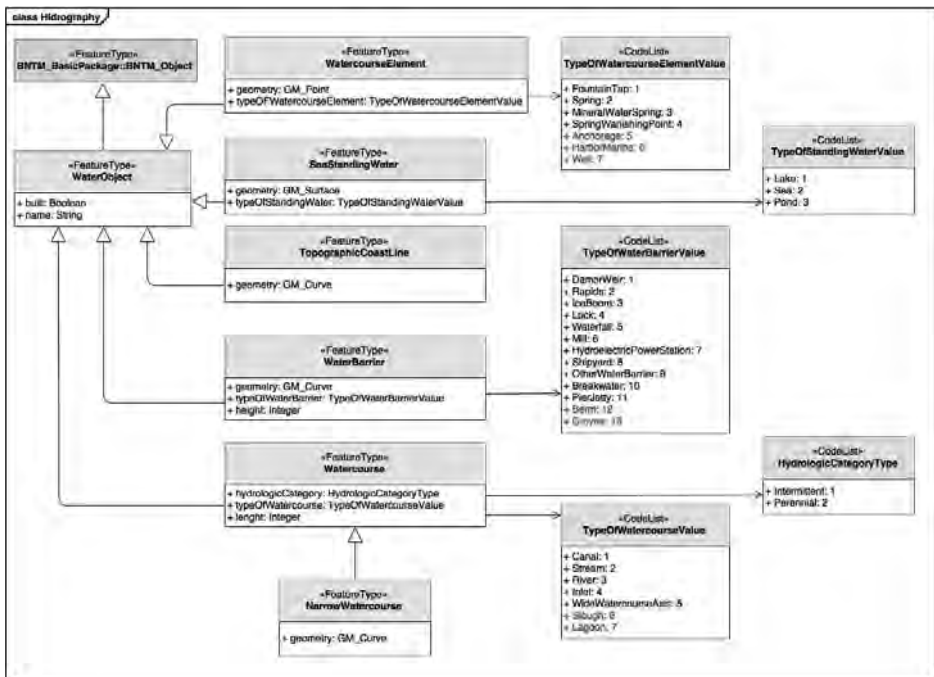 class Hidrography
«FeatureType»
BNTM_BasicPackage::BNTM_Object
«FeatureType»
WaterObject
+ built: Boolean
+ name: String
«FeatureType»
WatercourseElement
+ geometry: GM_Point
+ typeOfWatercourseElement: TypeOfWatercourseElementValue
«CodeList»
TypeOfWatercourseElementValue
+ FountainTap: 1
+ Spring: 2
+ MineralWaterSpring: 3
+ SpringWanishingPoint: 4
+ Anchorage: 5
+ HarborMarina: 6
+ Well: 7
«FeatureType»
SeaStandingWater
+ geometry: GM_Surface
+ typeOfStandingWater: TypeOfStandingWaterValue
«CodeList»
TypeOfStandingWaterValue
+ Lake: 1
+ Sea: 2
+ Pond: 3
«FeatureType»
TopographicCoastLine
+ geometry: GM_Curve
«FeatureType»
WaterBarrier
+ geometry: GM_Curve
+ typeOfWaterBarrier: TypeOfWaterBarrierValue
+ height: Integer
«CodeList»
TypeOfWaterBarrierValue
+ DamorWeir: 1
+ Rapids: 2
+ IceBoom: 3
+ Lock: 4
+ Waterfall: 5
+ Mill: 6
+ HydroelectricPowerStation: 7
+ Shipyard: 8
+ OtherWaterBarrier: 9
+ Breakwater: 10
+ PierJetty: 11
+ Berm: 12
+ Groyne: 13
«FeatureType»
Watercourse
+ hydrologicCategory: HydrologicCategoryType
+ typeOfWatercourse: TypeOfWatercourseValue
+ lenght: Integer
«CodeList»
HydrologicCategoryType
+ Intermittent: 1
+ Perennial: 2
«CodeList»
TypeOfWatercourseValue
+ Canal: 1
+ Stream: 2
+ River: 3
+ Inlet: 4
+ WideWatercourseAxis: 5
+ Slough: 6
+ Lagoon: 7
«FeatureType»
NarrowWatercourse
+ geometry: GM_Curve